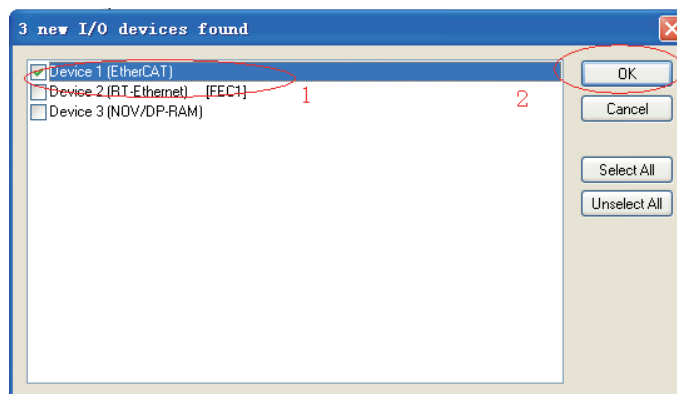 3 new I/O devices found
Device 1 (EtherCAT)
Device 2 (RT-Ethernet) [FEC1]
Device 3 (NOV/DP-RAM)
1
2
OK
Cancel
Select All
Unselect All